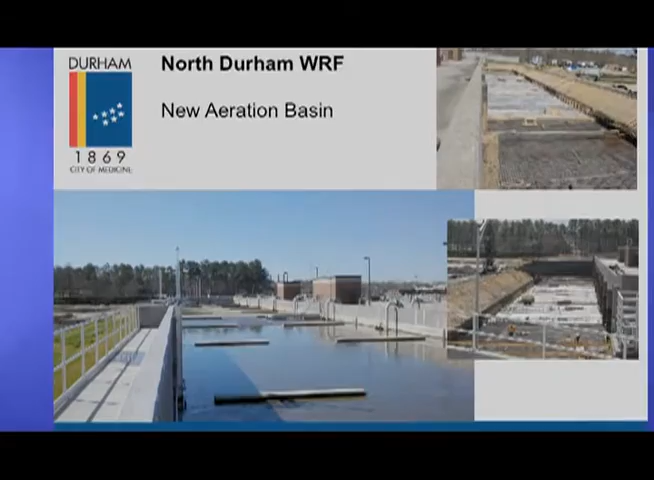 DURHAM
1869
CITY OF MEDICINE
North Durham WRF
New Aeration Basin